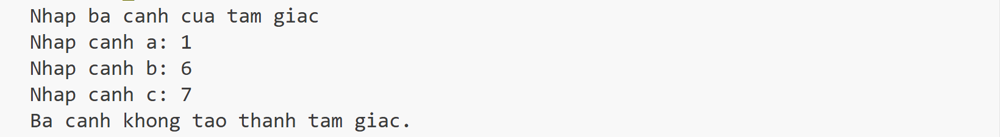 Nhap ba canh cua tam giac
Nhap canh a: 1
Nhap canh b: 6
Nhap canh c: 7
Ba canh khong tao thanh tam giac.